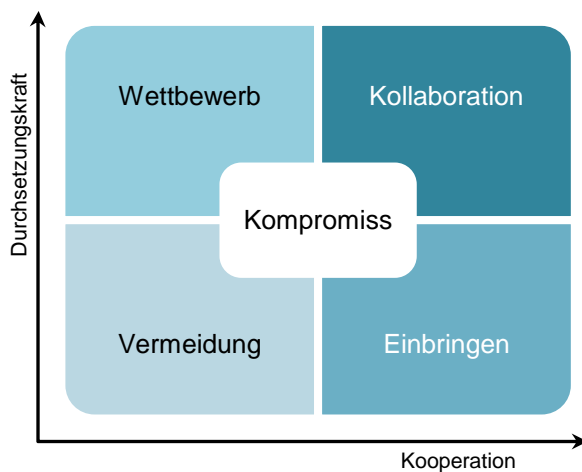 Durchsetzungskraft
Wettbewerb
Kollaboration
Kompromiss
Vermeidung
Einbringen
Kooperation